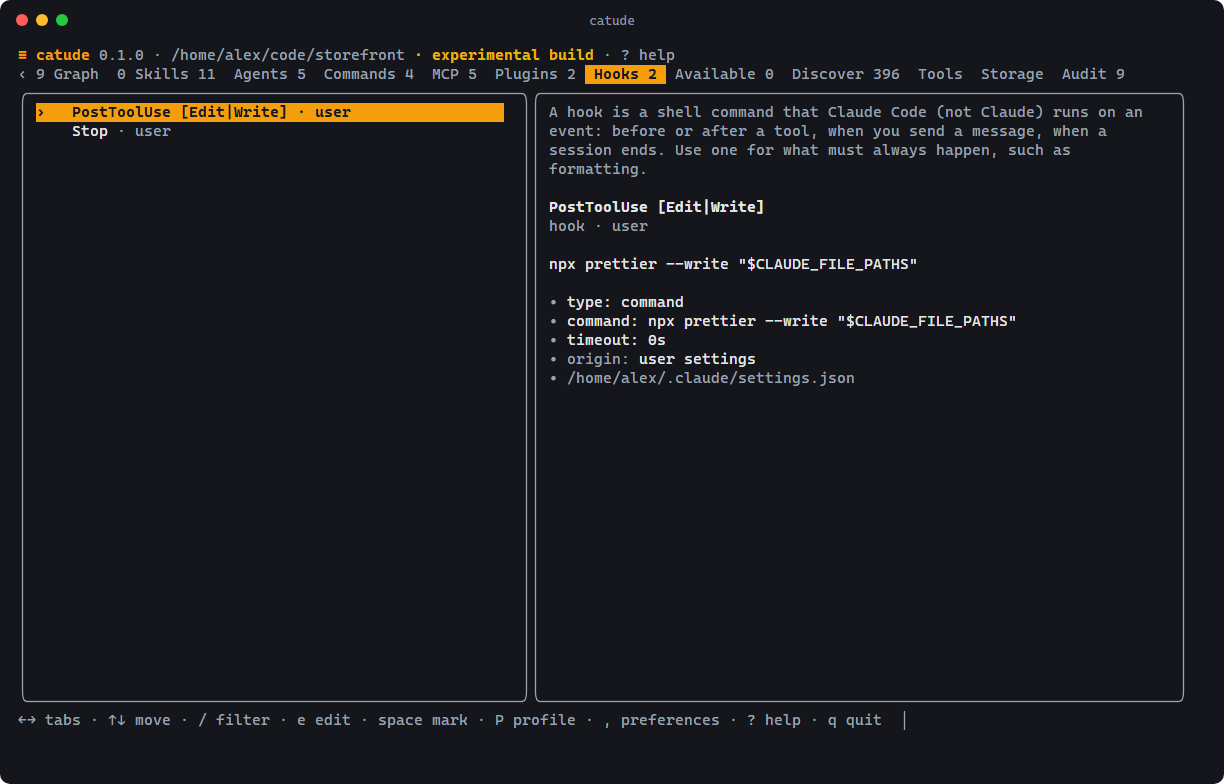 catude
≡ catude 0.1.0 · /home/alex/code/storefront · experimental build · ? help
‹ 9 Graph  0 Skills 11  Agents 5  Commands 4  MCP 5  Plugins 2  Hooks 2  Available 0  Discover 396  Tools  Storage  Audit 9
› PostToolUse [Edit|Write] · user
Stop · user
A hook is a shell command that Claude Code (not Claude) runs on an
event: before or after a tool, when you send a message, when a
session ends. Use one for what must always happen, such as
formatting.
PostToolUse [Edit|Write]
hook · user
npx prettier --write "$CLAUDE_FILE_PATHS"
• type: command
• command: npx prettier --write "$CLAUDE_FILE_PATHS"
• timeout: 0s
• origin: user settings
• /home/alex/.claude/settings.json
↔ tabs · ↑↓ move · / filter · e edit · space mark · P profile · , preferences · ? help · q quit